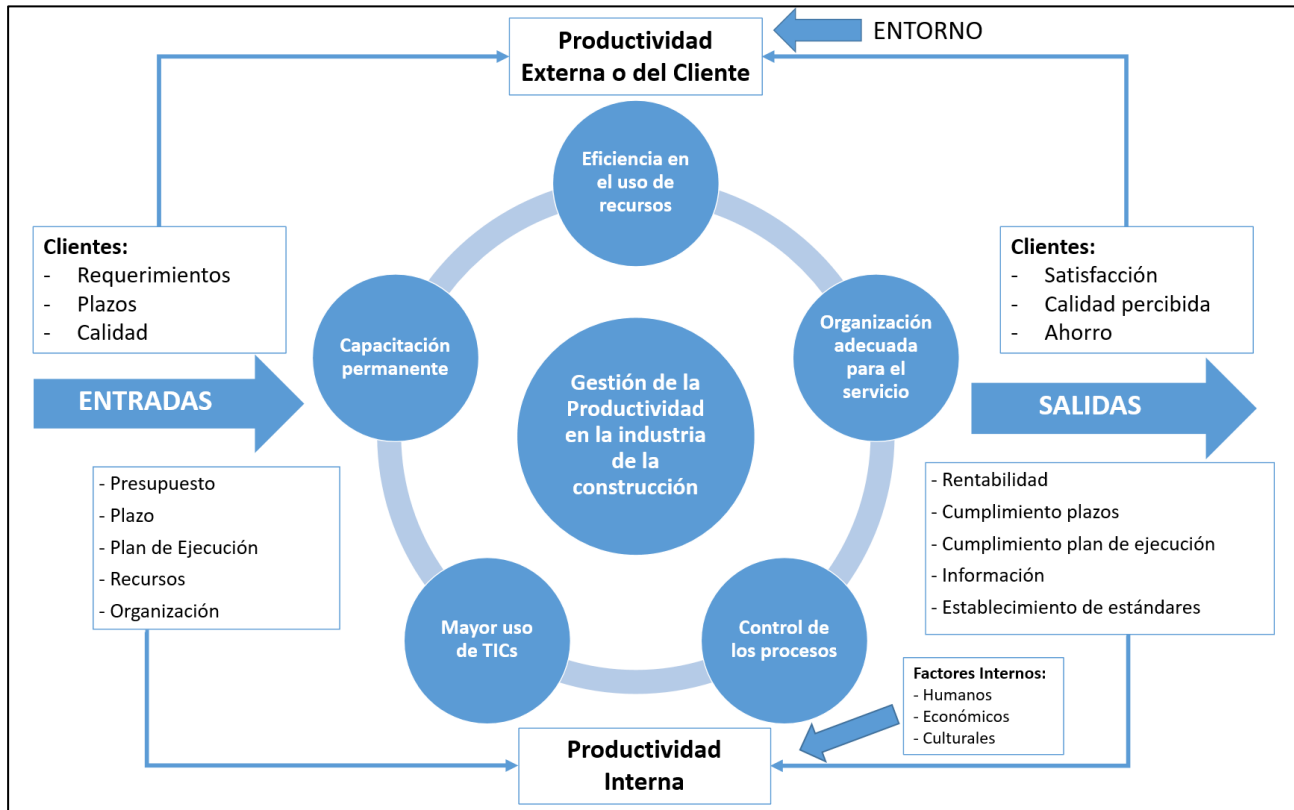 Productividad
Externa o del Cliente
ENTORNO
Clientes:
- Requerimientos
- Plazos
- Calidad
Eficiencia en
el uso de
recursos
Clientes:
- Satisfacción
- Calidad percibida
- Ahorro
Capacitación
permanente
Organización
adecuada
para el
servicio
ENTRADAS
Gestión de la
Productividad
en la industria
de la
construcción
SALIDAS
- Presupuesto
- Plazo
- Plan de Ejecución
- Recursos
- Organización
- Rentabilidad
- Cumplimiento plazos
- Cumplimiento plan de ejecución
- Información
- Establecimiento de estándares
Mayor uso
de TICs
Control de
los procesos
Factores Internos:
- Humanos
- Económicos
- Culturales
Productividad
Interna